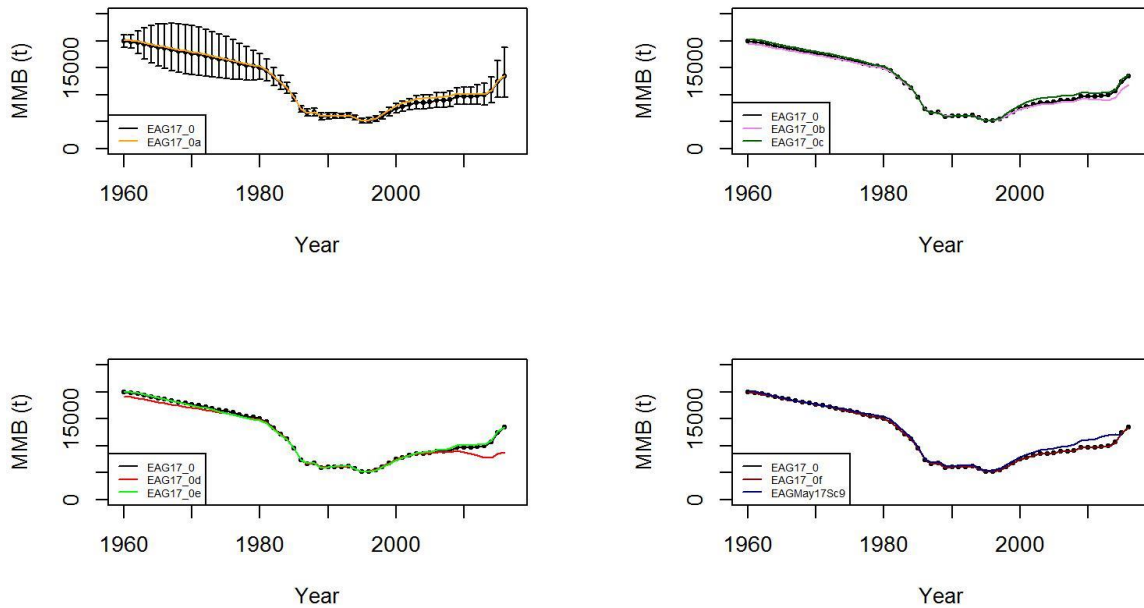 MMB (t)
15000
0
EAG17_0
EAG17_0a
1960
1980
2000
Year
MMB (t)
15000
0
EAG17_0
EAG17_0b
EAG17_0c
1960
1980
2000
Year
MMB (t)
15000
0
EAG17_0
EAG17_0d
EAG17_0e
1960
1980
2000
Year
MMB (t)
15000
0
EAG17_0
EAG17_0f
EAGMay17Sc9
1960
1980
2000
Year